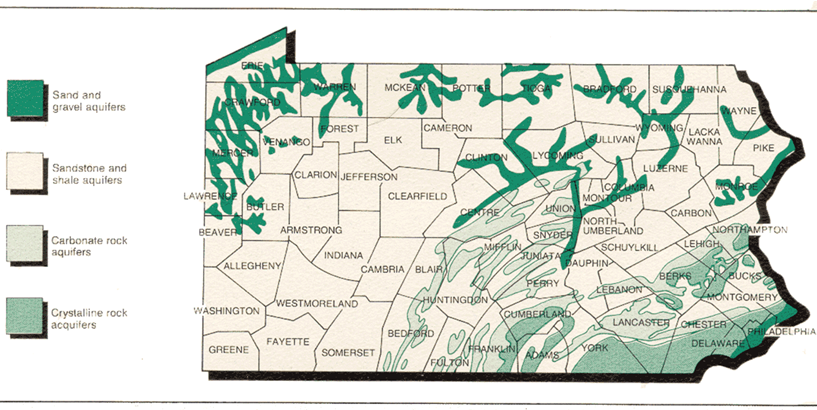 Sand and
gravel aquifers
Sandstone and
shale aquifers
Carbonate rock
aquifers
Crystalline rock
acquifers
ERIE
CRAWFORD
WARREN
MCKEAN
POTTER
TIOGA
BRADFORD
SUSQUEHANNA
WAYNE
FOREST
VENANGO
MERCER
ELK
CAMERON
CLINTON
LYCOMING
SULLIVAN
WYOMING
LACKA
WANNA
PIKE
CLARION
JEFFERSON
CLEARFIELD
LUZERNE
COLUMBIA
MONTOUR
MONROE
LAWRENCE
BUTLER
CENTRE
UNION
CARBON
BEAVER
ARMSTRONG
SNYDER
NORTH-
UMBERLAND
NORTHAMPTON
INDIANA
MIFFLIN
JUNIATA
SCHUYLKILL
LEHIGH
ALLEGHENY
CAMBRIA
BLAIR
DAUPHIN
PERRY
BERKS
BUCKS
HUNTINGDON
LEBANON
MONTGOMERY
WASHINGTON
WESTMORELAND
CUMBERLAND
LANCASTER
CHESTER
PHILADELPHIA
BEDFORD
GREENE
FAYETTE
SOMERSET
FULTON
FRANKLIN
ADAMS
YORK
DELAWARE